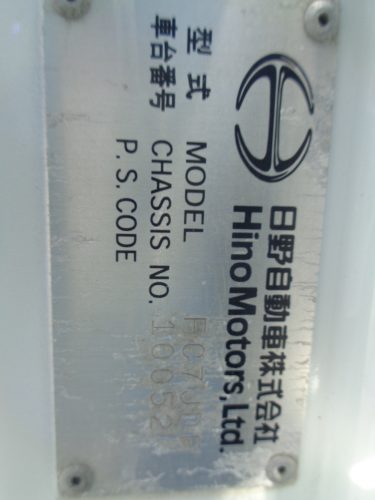 日野自動車株式会社
Hino Motors, Ltd.
型式 MODEL
車台番号 CHASSIS NO. 10052
P. S. CODE